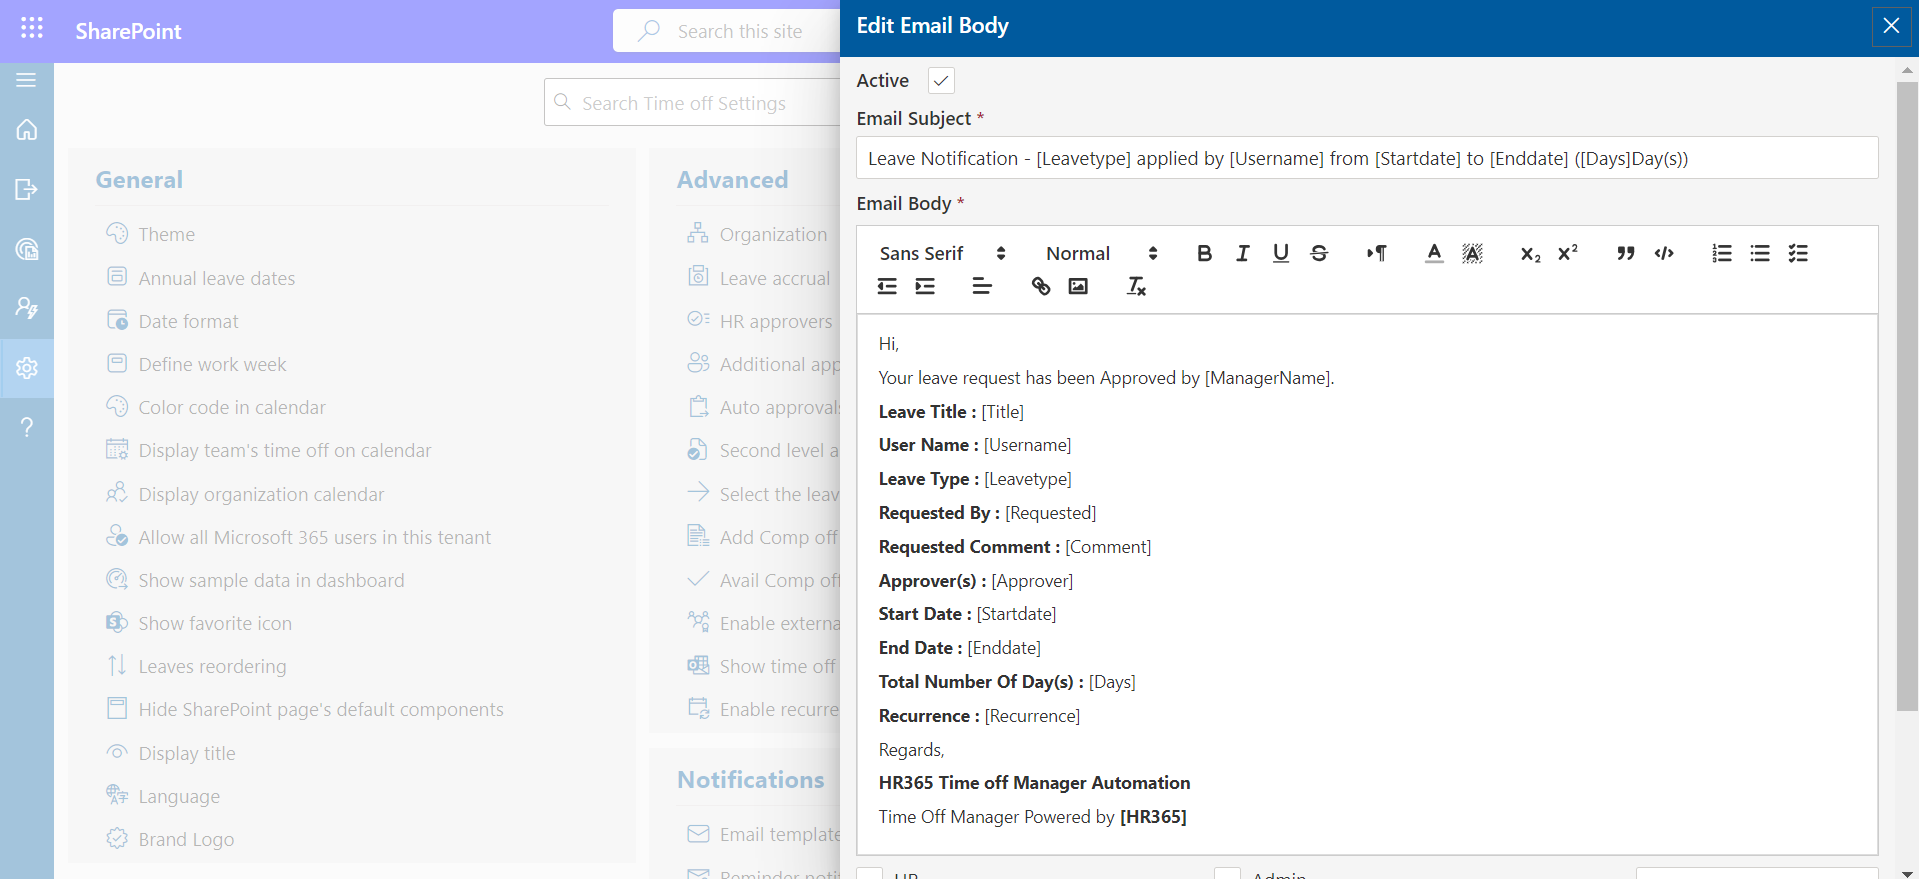 SharePoint
Search this site
Search Time off Settings
General
Theme
Annual leave dates
Date format
Define work week
Color code in calendar
Display team's time off on calendar
Display organization calendar
Allow all Microsoft 365 users in this tenant
Show sample data in dashboard
Show favorite icon
Leaves reordering
Hide SharePoint page's default components
Display title
Language
Brand Logo
Advanced
Organization
Leave accrual
HR approvers
Additional app
Auto approvals
Second level a
Select the leav
Add Comp off
Avail Comp off
Enable externa
Show time off
Enable recurre
Notifications
Email template
Reminder noti
Edit Email Body
Active
Email Subject *
Leave Notification - [Leavetype] applied by [Username] from [Startdate] to [Enddate] ([Days]Day(s))
Email Body *
Sans Serif Normal
Hi,
Your leave request has been Approved by [ManagerName].
Leave Title : [Title]
User Name : [Username]
Leave Type : [Leavetype]
Requested By : [Requested]
Requested Comment : [Comment]
Approver(s) : [Approver]
Start Date : [Startdate]
End Date : [Enddate]
Total Number Of Day(s) : [Days]
Recurrence : [Recurrence]
Regards,
HR365 Time off Manager Automation
Time Off Manager Powered by [HR365]
HR Admin